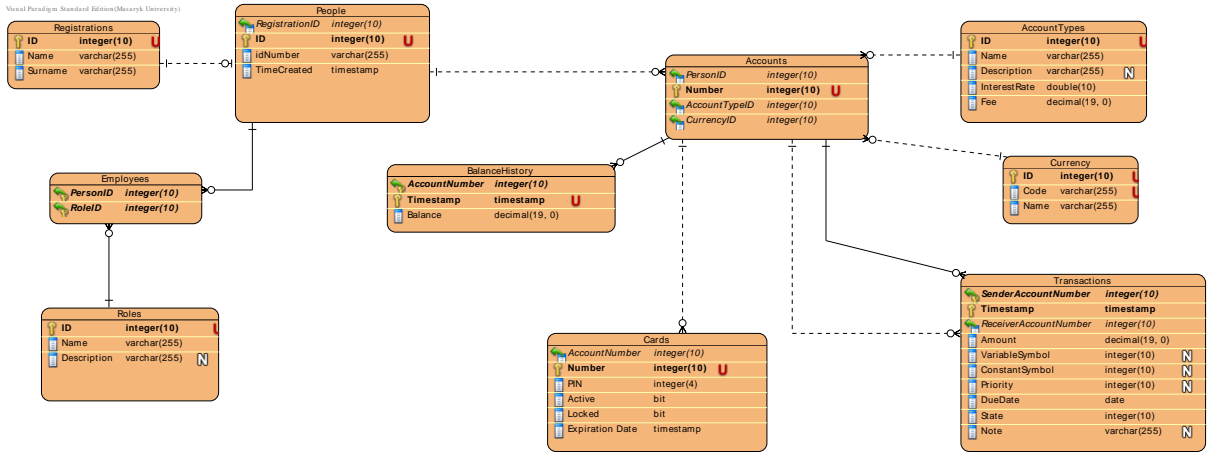 Visual Paradigm Standard Edition(Masaryk University)
Registrations
ID integer(10) U
Name varchar(255)
Surname varchar(255)
People
RegistrationID integer(10)
ID integer(10) U
idNumber varchar(255)
TimeCreated timestamp
Accounts
PersonID integer(10)
Number integer(10) U
AccountTypeID integer(10)
CurrencyID integer(10)
AccountTypes
ID integer(10) U
Name varchar(255)
Description varchar(255) N
InterestRate double(10)
Fee decimal(19, 0)
Employees
PersonID integer(10)
RoleID integer(10)
BalanceHistory
AccountNumber integer(10)
Timestamp timestamp U
Balance decimal(19, 0)
Currency
ID integer(10) U
Code varchar(255) U
Name varchar(255)
Roles
ID integer(10) U
Name varchar(255)
Description varchar(255) N
Cards
AccountNumber integer(10)
Number integer(10) U
PIN integer(4)
Active bit
Locked bit
Expiration Date timestamp
Transactions
SenderAccountNumber integer(10)
Timestamp timestamp
ReceiverAccountNumber integer(10)
Amount decimal(19, 0)
VariableSymbol integer(10) N
ConstantSymbol integer(10) N
Priority integer(10) N
DueDate date
State integer(10)
Note varchar(255) N